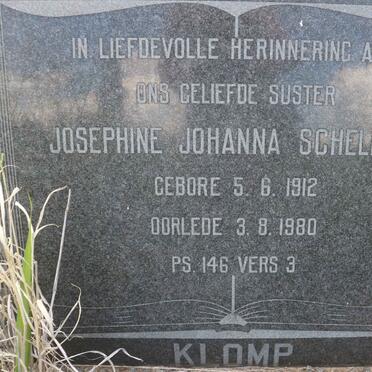 IN LIEFDEVOLLE HERINNERING A
ONS GELIEFDE SUSTER
JOSEPHINE JOHANNA SCHEL
GEBORE 5. 6. 1912
OORLEDE 3. 8. 1980
PS. 146 VERS 3
KLOMP